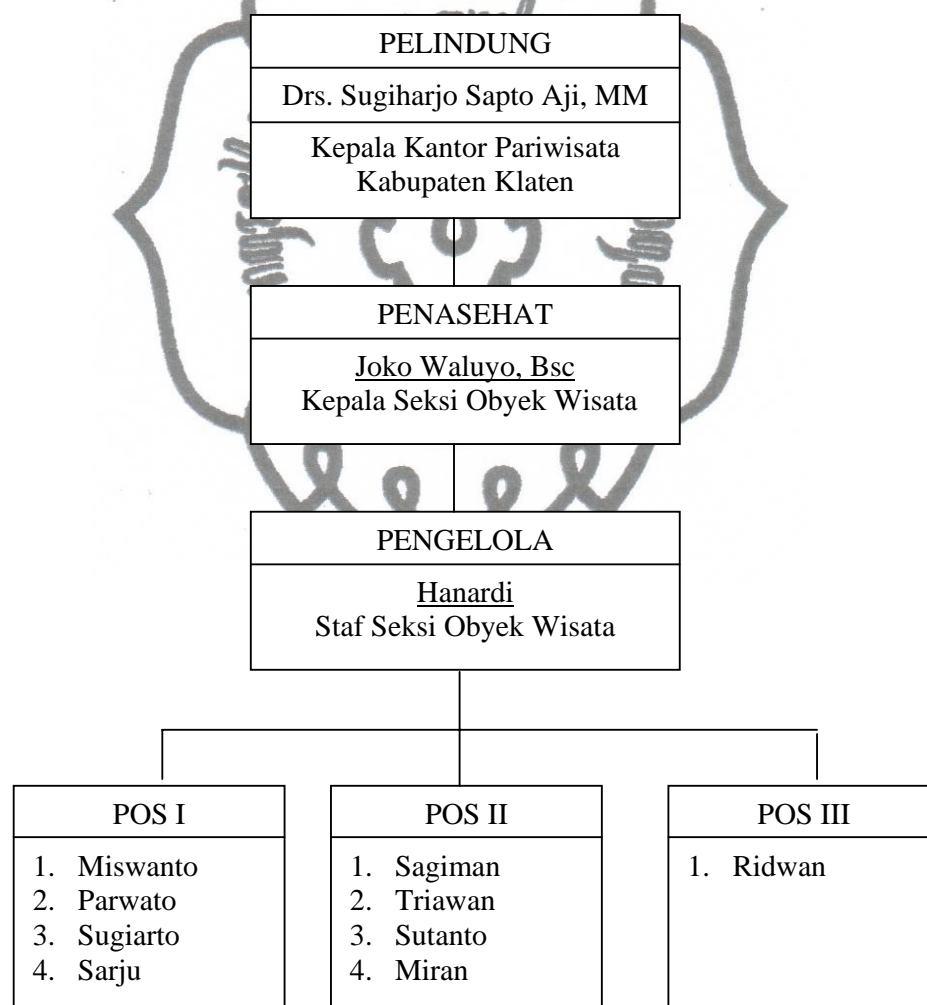 PELINDUNG
Drs. Sugiharjo Sapto Aji, MM
Kepala Kantor Pariwisata
Kabupaten Klaten
PENASEHAT
Joko Waluyo, Bsc
Kepala Seksi Obyek Wisata
PENGELOLA
Hanardi
Staf Seksi Obyek Wisata
POS I
1. Miswanto
2. Parwato
3. Sugiarto
4. Sarju
POS II
1. Sagiman
2. Triawan
3. Sutanto
4. Miran
POS III
1. Ridwan